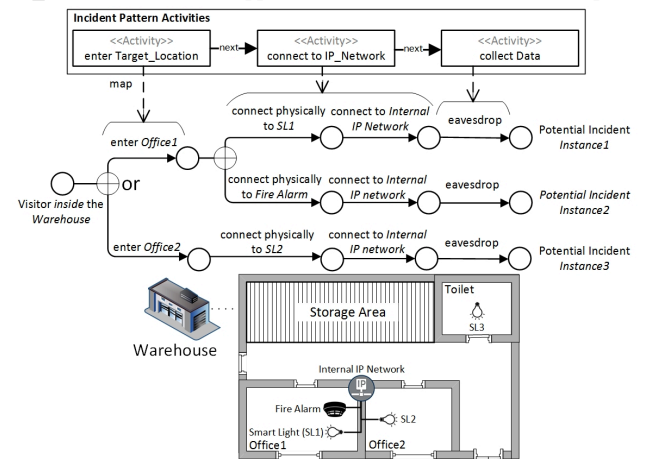 Incident Pattern Activities
<<Activity>>
enter Target_Location
next
<<Activity>>
connect to IP_Network
next
<<Activity>>
collect Data
map
connect physically
to SL1
connect to Internal
IP Network
eavesdrop
enter Office1
Potential Incident
Instance1
or
Visitor inside the
Warehouse
connect physically
to Fire Alarm
connect to Internal
IP network
eavesdrop
Potential Incident
Instance2
enter Office2
connect physically
to SL2
connect to Internal
IP network
eavesdrop
Potential Incident
Instance3
Warehouse
Storage Area
Toilet
SL3
Internal IP Network
IP
Fire Alarm
SL2
Smart Light (SL1)
Office1
Office2